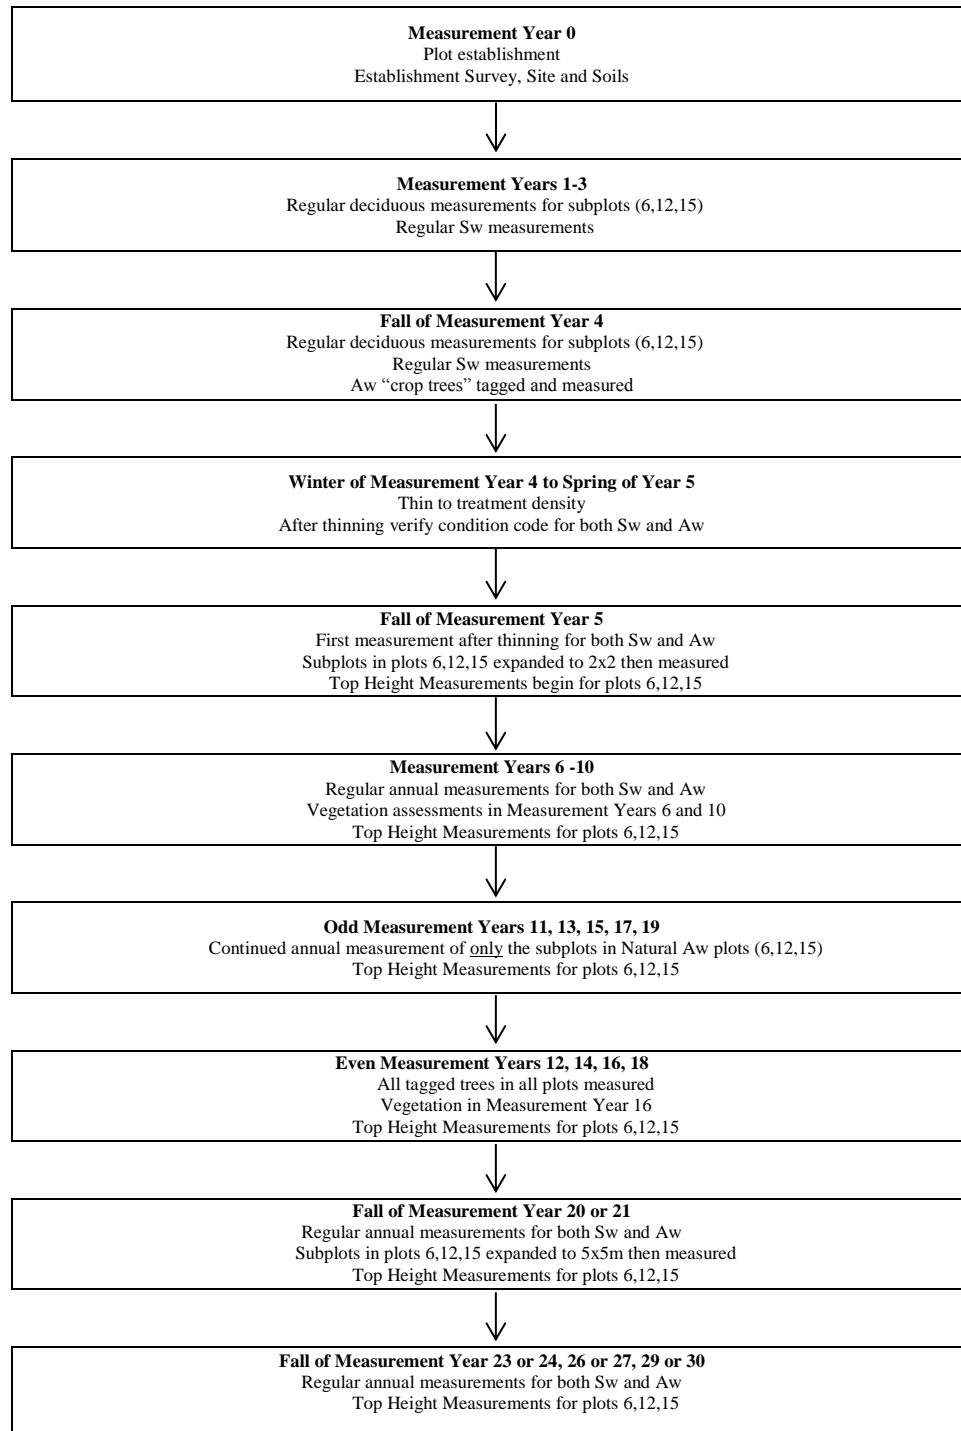 Measurement Year 0
Plot establishment
Establishment Survey, Site and Soils
Measurement Years 1-3
Regular deciduous measurements for subplots (6,12,15)
Regular Sw measurements
Fall of Measurement Year 4
Regular deciduous measurements for subplots (6,12,15)
Regular Sw measurements
Aw “crop trees” tagged and measured
Winter of Measurement Year 4 to Spring of Year 5
Thin to treatment density
After thinning verify condition code for both Sw and Aw
Fall of Measurement Year 5
First measurement after thinning for both Sw and Aw
Subplots in plots 6,12,15 expanded to 2x2 then measured
Top Height Measurements begin for plots 6,12,15
Measurement Years 6 -10
Regular annual measurements for both Sw and Aw
Vegetation assessments in Measurement Years 6 and 10
Top Height Measurements for plots 6,12,15
Odd Measurement Years 11, 13, 15, 17, 19
Continued annual measurement of only the subplots in Natural Aw plots (6,12,15)
Top Height Measurements for plots 6,12,15
Even Measurement Years 12, 14, 16, 18
All tagged trees in all plots measured
Vegetation in Measurement Year 16
Top Height Measurements for plots 6,12,15
Fall of Measurement Year 20 or 21
Regular annual measurements for both Sw and Aw
Subplots in plots 6,12,15 expanded to 5x5m then measured
Top Height Measurements for plots 6,12,15
Fall of Measurement Year 23 or 24, 26 or 27, 29 or 30
Regular annual measurements for both Sw and Aw
Top Height Measurements for plots 6,12,15